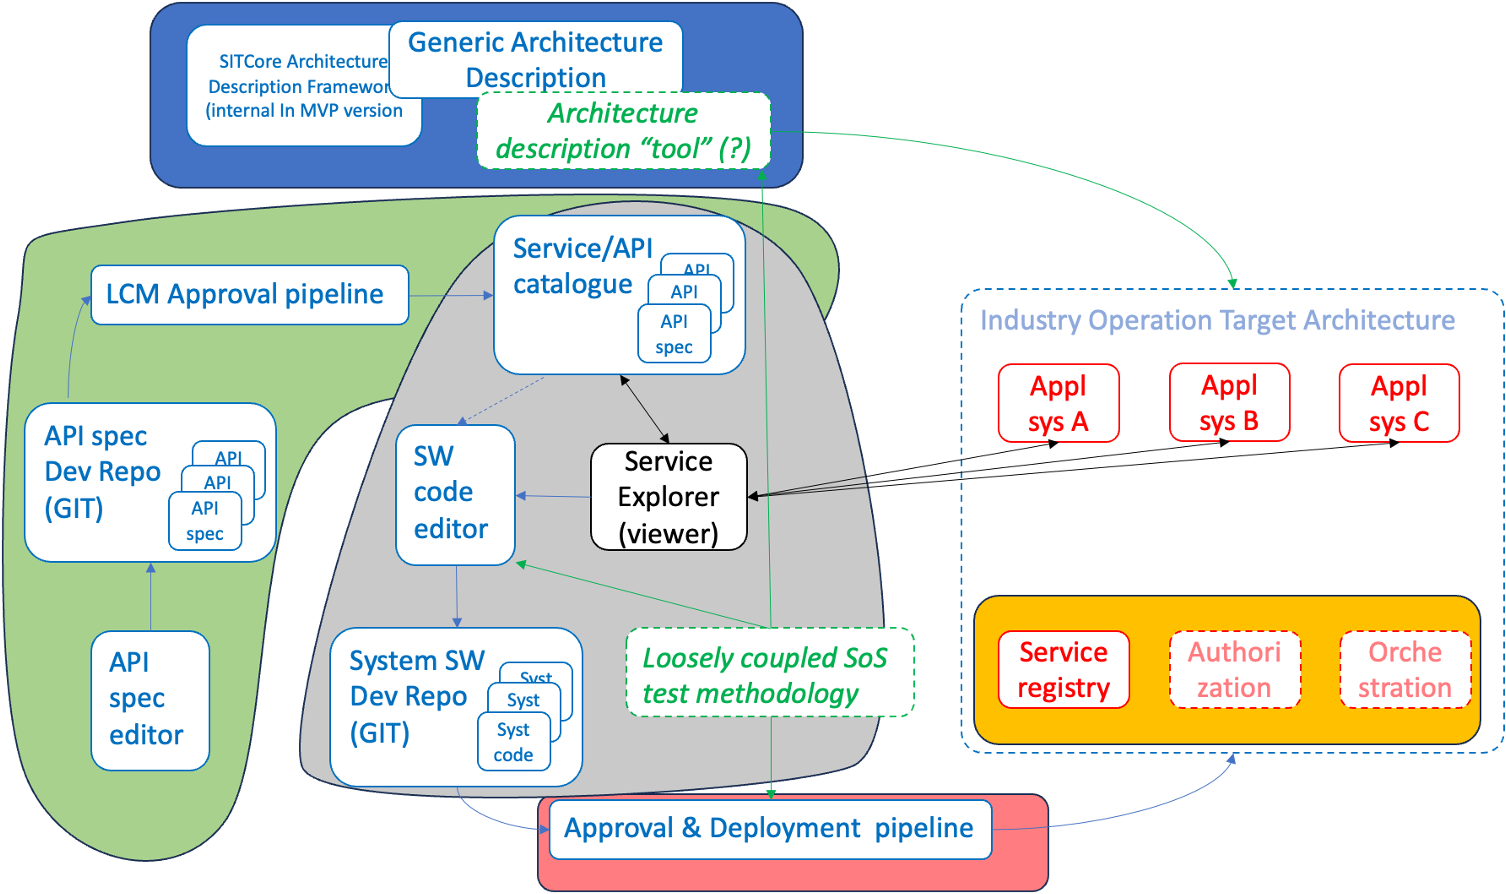 SITCore Architecture
Description Framework
(internal In MVP version
Generic Architecture
Description
Architecture
description “tool” (?)
LCM Approval pipeline
Service/API
catalogue
API
API
API
spec
Industry Operation Target Architecture
Appl
sys A
Appl
sys B
Appl
sys C
API spec
Dev Repo
(GIT)
API
API
API
spec
SW
code
editor
Service
Explorer
(viewer)
API
spec
editor
System SW
Dev Repo
(GIT)
Syst
Syst
Syst
code
Loosely coupled SoS
test methodology
Service
registry
Authori
zation
Orche
stration
Approval & Deployment pipeline